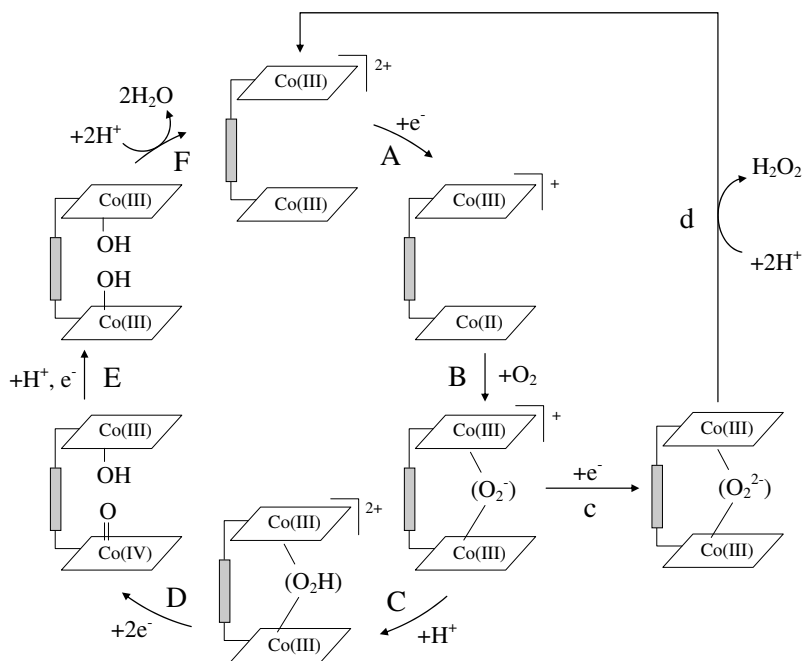 Co(III)
2+
Co(III)
2H₂O
+2H⁺
F
+e⁻
A
Co(III)
+
Co(II)
H₂O₂
d
+2H⁺
Co(III)
OH
OH
Co(III)
B
+O₂
+H⁺, e⁻
E
Co(III)
+
(O₂⁻)
Co(III)
+e⁻
c
Co(III)
(O₂²⁻)
Co(III)
Co(III)
OH
O
Co(IV)
Co(III)
2+
(O₂H)
Co(III)
D
+2e⁻
C
+H⁺